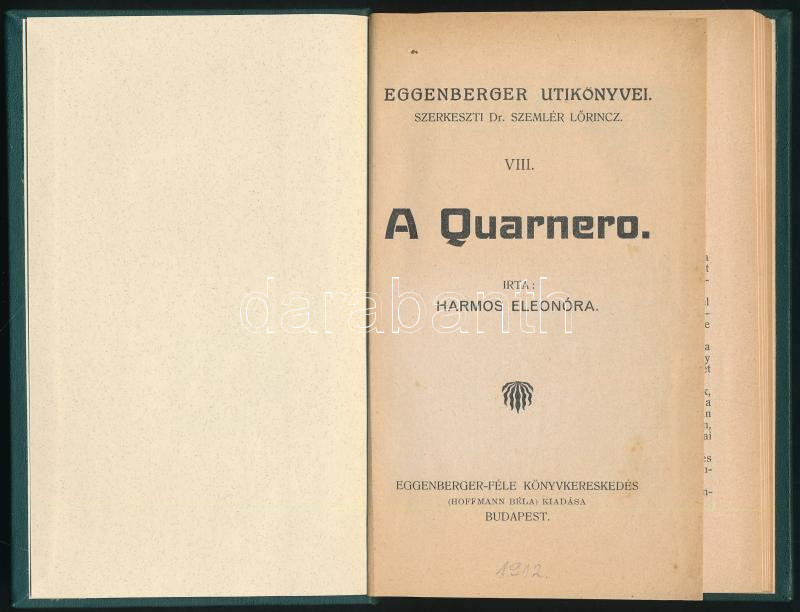 EGGENBERGER UTIKÖNYVEI.
SZERKESZTI Dr. SZEMLÉR LŐRINCZ.
VIII.
A Quarnero.
IRTA:
HARMOS ELEONÓRA.
darabanth
EGGENBERGER-FÉLE KÖNYVKERESKEDÉS
(HOFFMANN BÉLA) KIADÁSA
BUDAPEST.
1912.